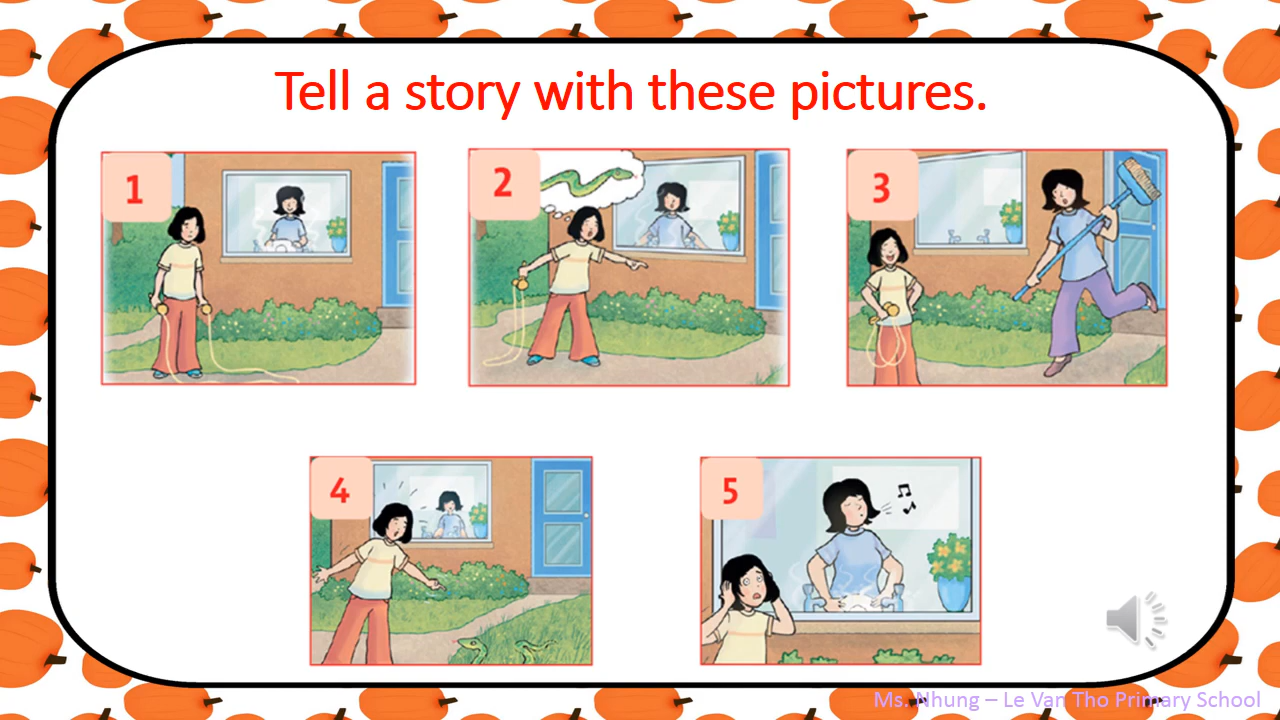 Tell a story with these pictures.
1
2
3
4
5
Ms. Nhung – Le Van Tho Primary School